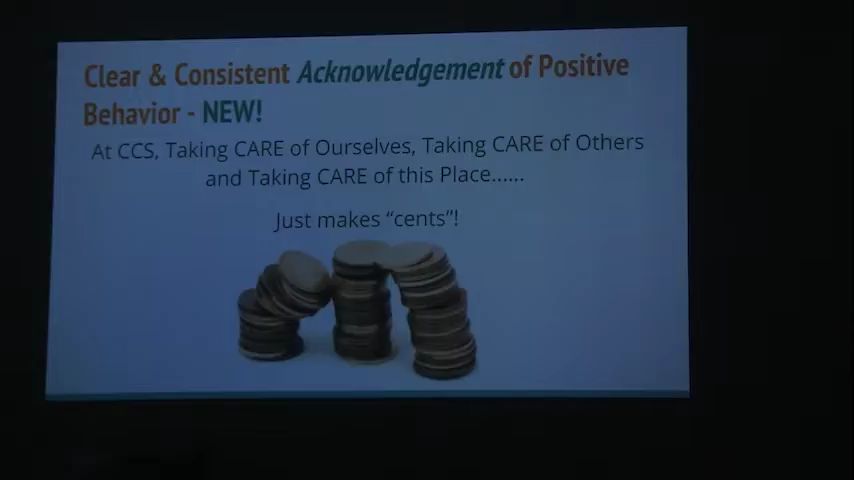 Clear & Consistent Acknowledgement of Positive
Behavior - NEW!
At CCS, Taking CARE of Ourselves, Taking CARE of Others
and Taking CARE of this Place......
Just makes “cents”!